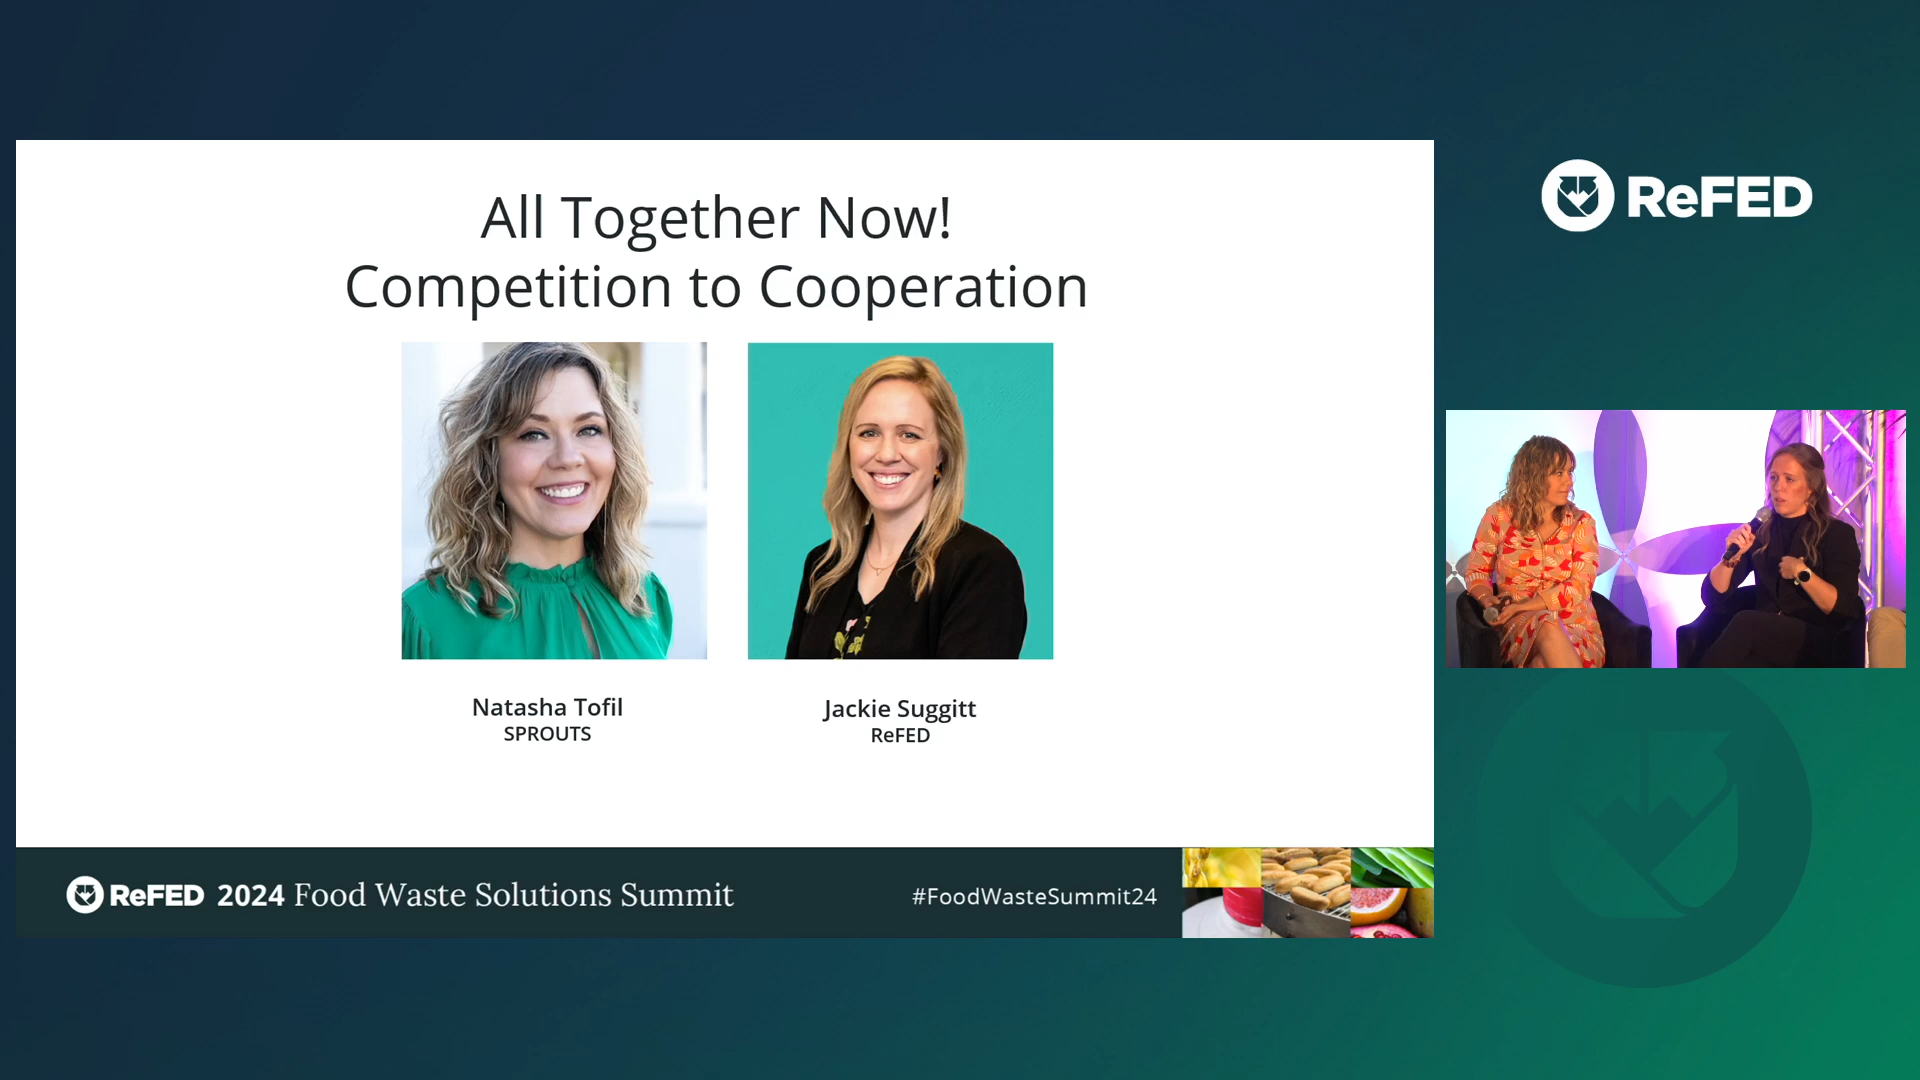 All Together Now!
Competition to Cooperation
Natasha Tofil
SPROUTS
Jackie Suggitt
ReFED
ReFED 2024 Food Waste Solutions Summit
#FoodWasteSummit24
ReFED